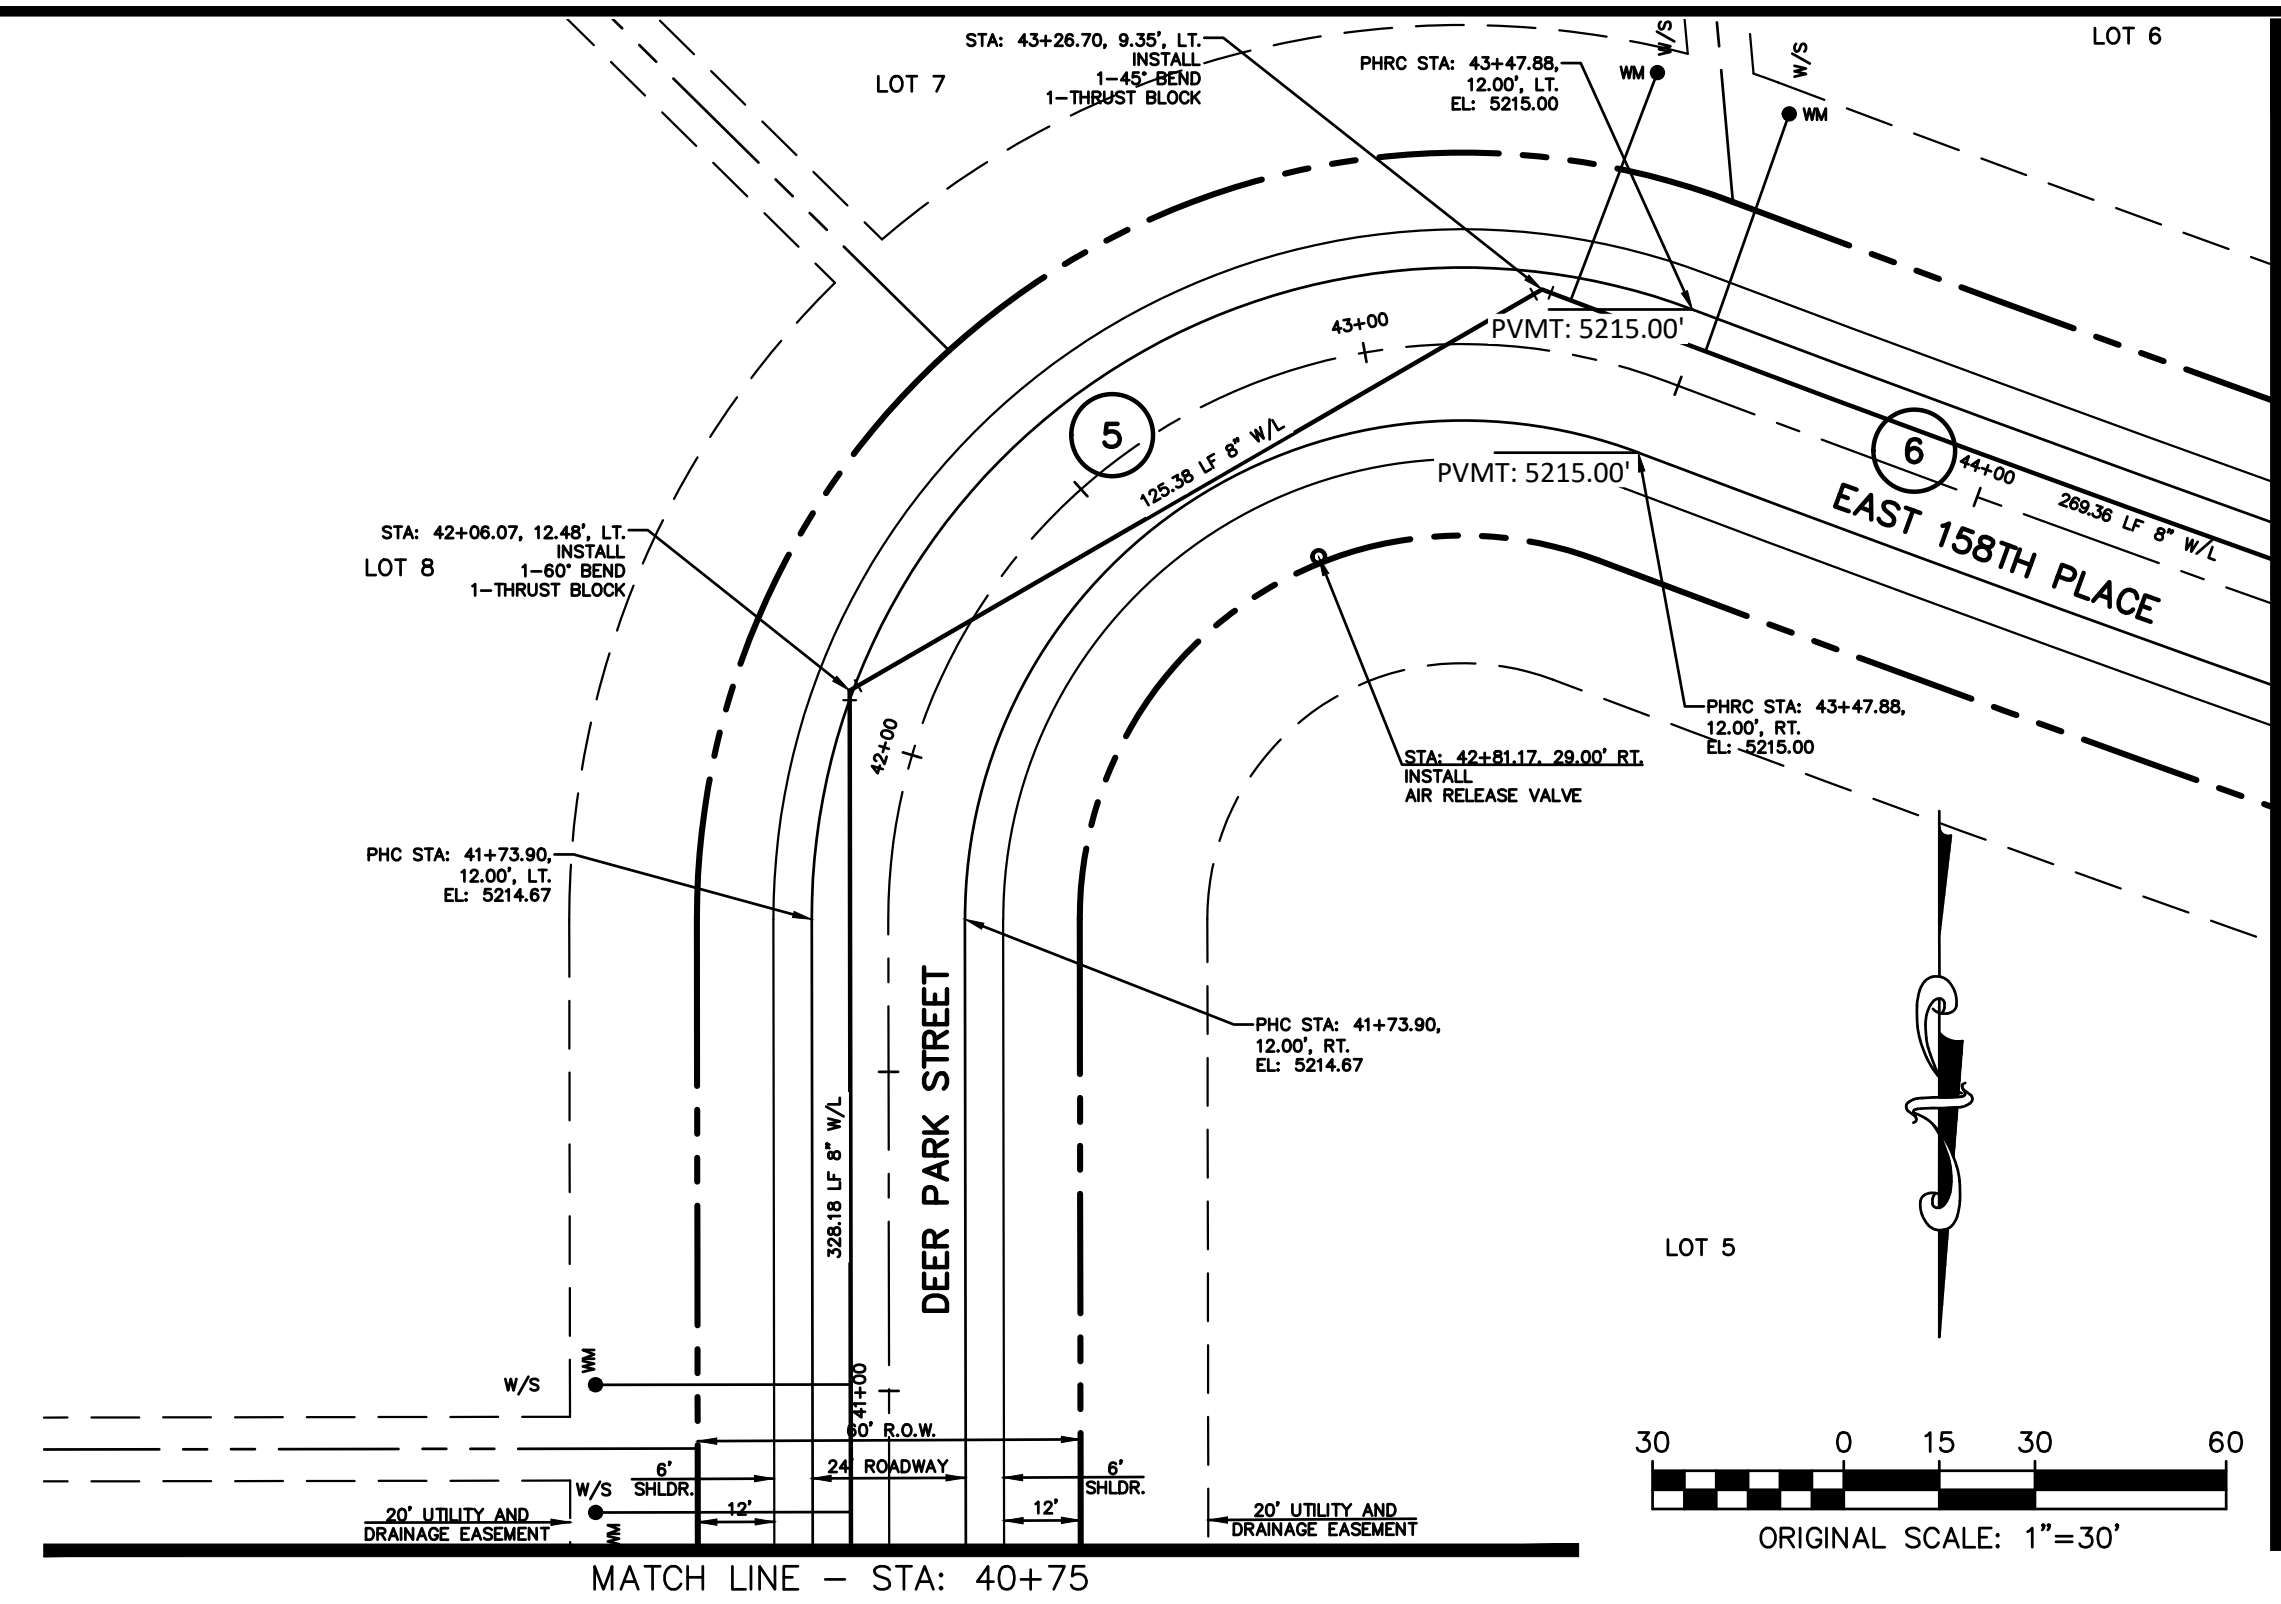 STA: 43+26.70, 9.35', LT.
INSTALL
1-45° BEND
1-THRUST BLOCK
PHRC STA: 43+47.88,
12.00', LT.
EL: 5215.00
W/S
WM
W/S
WM
LOT 6
LOT 7
43+00
PVMT: 5215.00'
5
125.38 LF 8" W/L
PVMT: 5215.00'
6
44+00
269.36 LF 8" W/L
EAST 158TH PLACE
STA: 42+06.07, 12.48', LT.
INSTALL
1-60° BEND
1-THRUST BLOCK
LOT 8
42+00
PHRC STA: 43+47.88,
12.00', RT.
EL: 5215.00
STA: 42+81.17, 29.00' RT.
INSTALL
AIR RELEASE VALVE
PHC STA: 41+73.90,
12.00', LT.
EL: 5214.67
PHC STA: 41+73.90,
12.00', RT.
EL: 5214.67
DEER PARK STREET
328.18 LF 8" W/L
LOT 5
W/S
WM
41+00
60' R.O.W.
6'
SHLDR.
24' ROADWAY
6'
SHLDR.
W/S
WM
12'
12'
20' UTILITY AND
DRAINAGE EASEMENT
20' UTILITY AND
DRAINAGE EASEMENT
30 0 15 30 60
ORIGINAL SCALE: 1"=30'
MATCH LINE - STA: 40+75